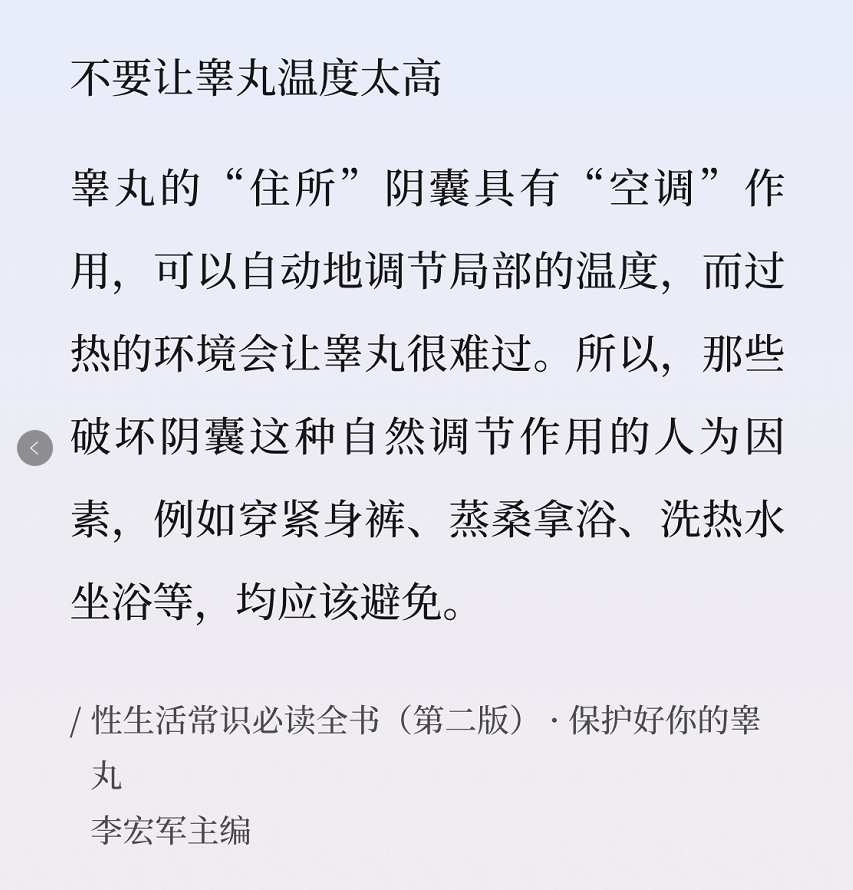 不要让睾丸温度太高
睾丸的“住所”阴囊具有“空调”作
用，可以自动地调节局部的温度，而过
热的环境会让睾丸很难过。所以，那些
破坏阴囊这种自然调节作用的人为因
素，例如穿紧身裤、蒸桑拿浴、洗热水
坐浴等，均应该避免。
/ 性生活常识必读全书（第二版）· 保护好你的睾
丸
李宏军主编